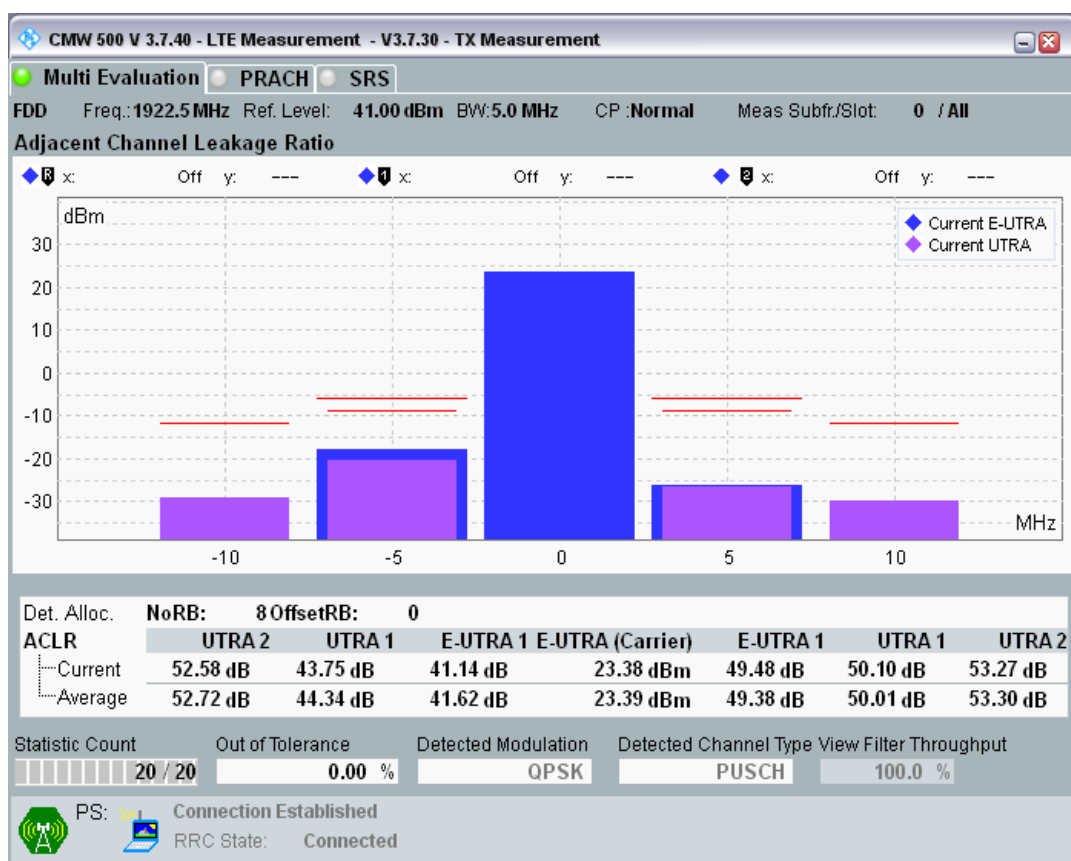 CMW 500 V 3.7.40 - LTE Measurement - V3.7.30 - TX Measurement
Multi Evaluation PRACH SRS
FDD Freq.: 1922.5 MHz Ref. Level: 41.00 dBm BW: 5.0 MHz CP : Normal Meas Subfr./Slot: 0 / All
Adjacent Channel Leakage Ratio
R x: Off y: --- 1 x: Off y: --- 2 x: Off y: ---
dBm
Current E-UTRA
Current UTRA
30
20
10
0
-10
-20
-30
MHz
-10 -5 0 5 10
Det. Alloc. NoRB: 8 OffsetRB: 0
ACLR UTRA 2 UTRA 1 E-UTRA 1 E-UTRA (Carrier) E-UTRA 1 UTRA 1 UTRA 2
Current 52.58 dB 43.75 dB 41.14 dB 23.38 dBm 49.48 dB 50.10 dB 53.27 dB
Average 52.72 dB 44.34 dB 41.62 dB 23.39 dBm 49.38 dB 50.01 dB 53.30 dB
Statistic Count Out of Tolerance Detected Modulation Detected Channel Type View Filter Throughput
20 / 20 0.00 % QPSK PUSCH 100.0 %
PS: Connection Established
RRC State: Connected